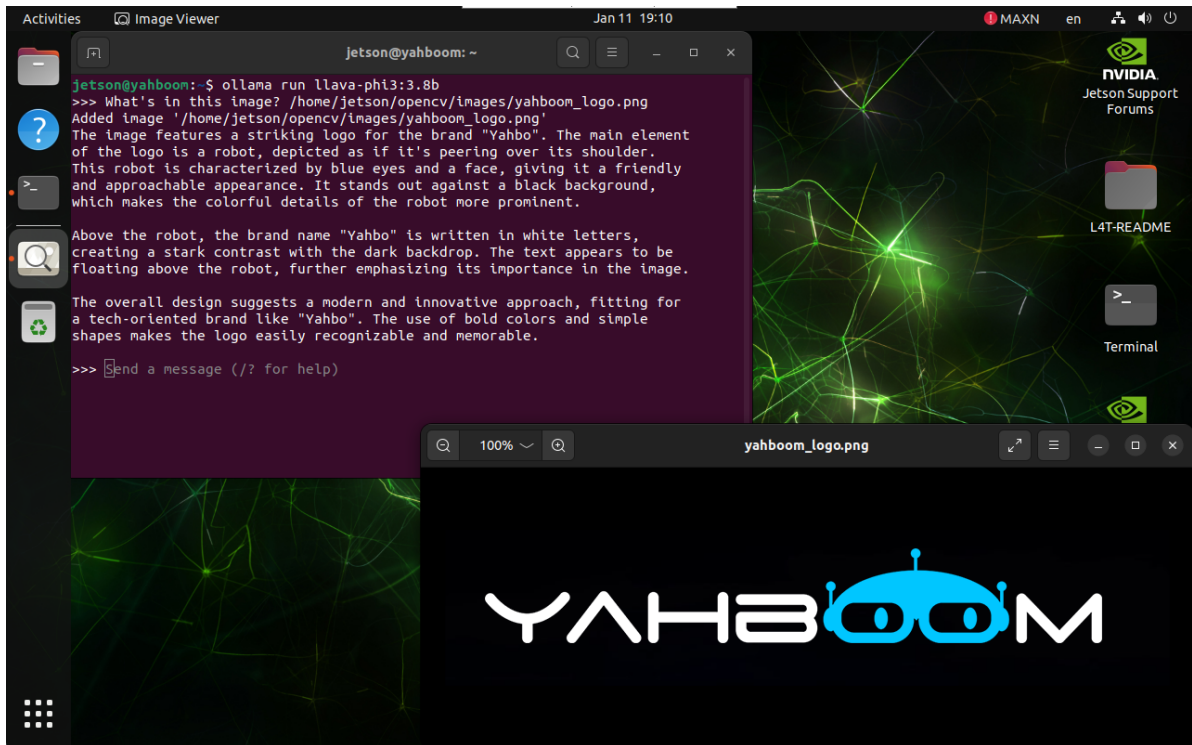 Activities
Image Viewer
Jan 11 19:10
MAXN
en
jetson@yahboom: ~
jetson@yahboom:~$ ollama run llava-phi3:3.8b
>>> What's in this image? /home/jetson/opencv/images/yahboom_logo.png
Added image '/home/jetson/opencv/images/yahboom_logo.png'
The image features a striking logo for the brand "Yahbo". The main element
of the logo is a robot, depicted as if it's peering over its shoulder.
This robot is characterized by blue eyes and a face, giving it a friendly
and approachable appearance. It stands out against a black background,
which makes the colorful details of the robot more prominent.
Above the robot, the brand name "Yahbo" is written in white letters,
creating a stark contrast with the dark backdrop. The text appears to be
floating above the robot, further emphasizing its importance in the image.
The overall design suggests a modern and innovative approach, fitting for
a tech-oriented brand like "Yahbo". The use of bold colors and simple
shapes makes the logo easily recognizable and memorable.
>>> Send a message (/? for help)
NVIDIA.
Jetson Support
Forums
L4T-README
Terminal
100%
yahboom_logo.png
YAHBOOM